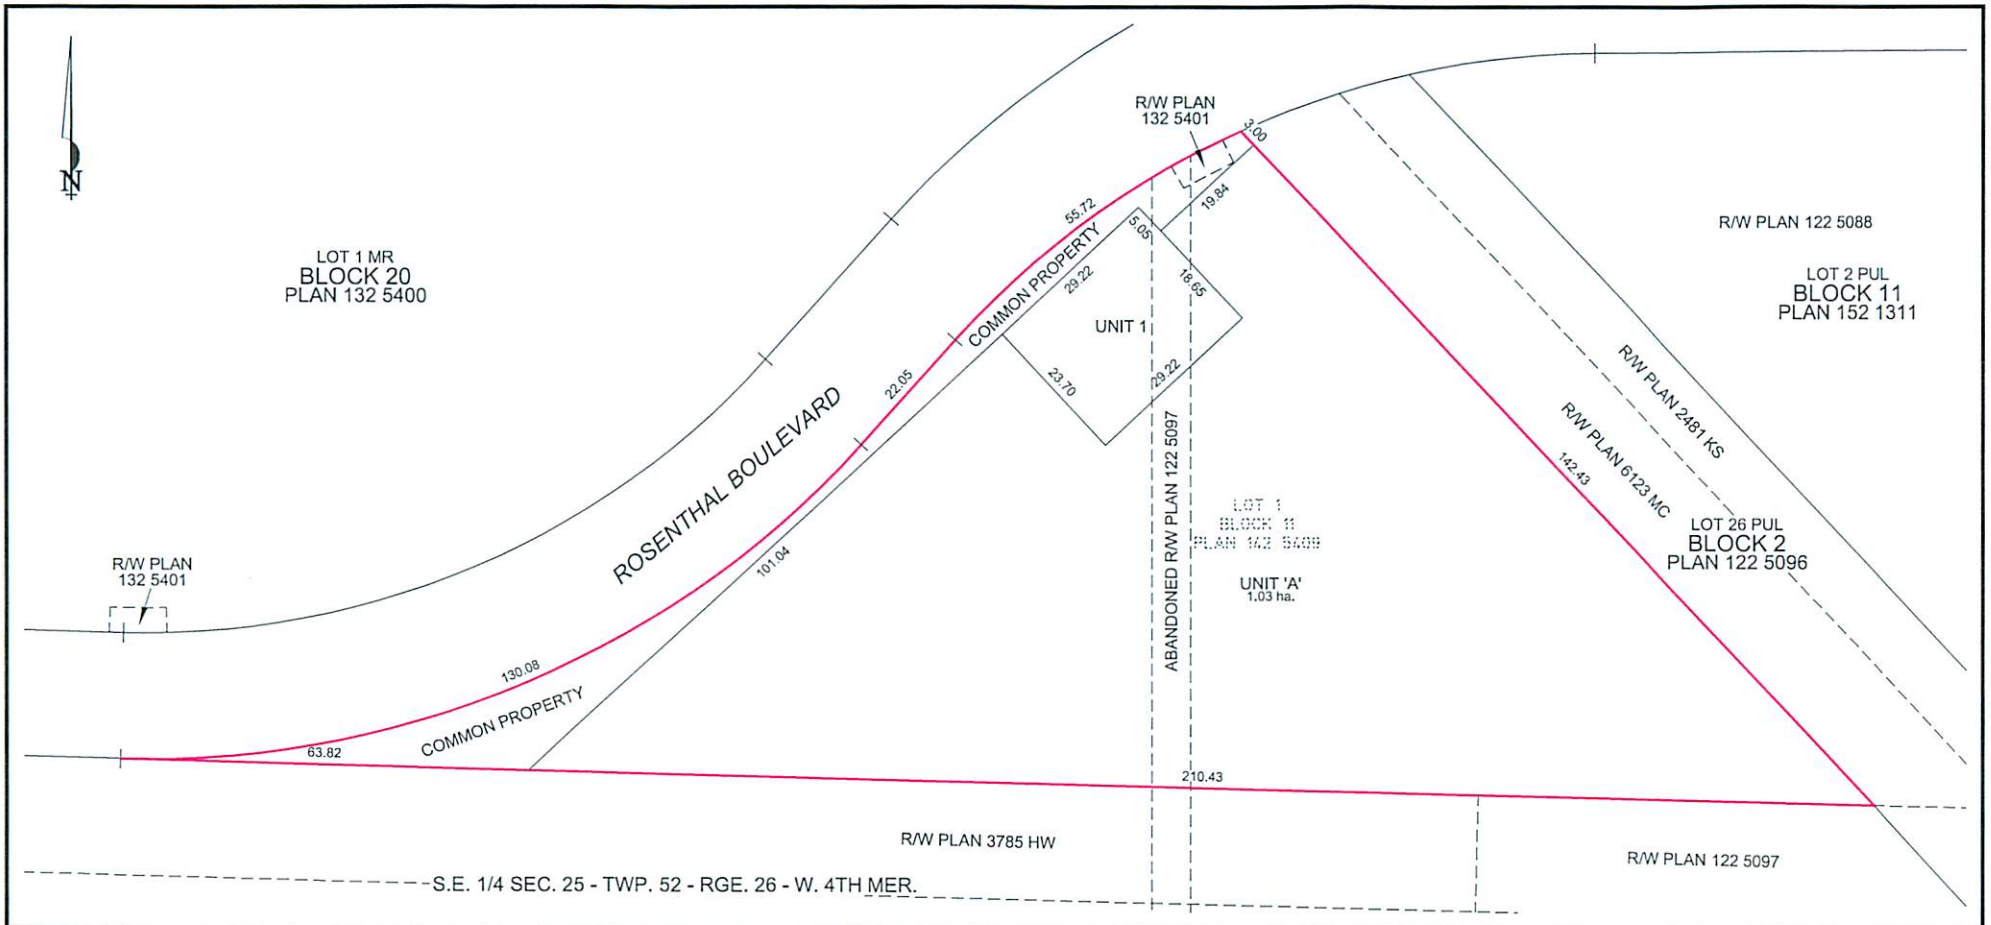 N
R/W PLAN
132 5401
3.00
19.84
R/W PLAN 122 5088
LOT 1 MR
BLOCK 20
PLAN 132 5400
55.72
5.05
COMMON PROPERTY
29.22
18.65
LOT 2 PUL
BLOCK 11
PLAN 152 1311
UNIT 1
22.05
23.70
29.22
R/W PLAN 2481 KS
R/W PLAN 6123 MC
142.43
ROSENTHAL BOULEVARD
101.04
ABANDONED R/W PLAN 122 5097
LOT 1
BLOCK 11
PLAN 142 5409
UNIT 'A'
1.03 ha.
LOT 26 PUL
BLOCK 2
PLAN 122 5096
R/W PLAN
132 5401
130.08
COMMON PROPERTY
63.82
210.43
R/W PLAN 3785 HW
R/W PLAN 122 5097
S.E. 1/4 SEC. 25 - TWP. 52 - RGE. 26 - W. 4TH MER.